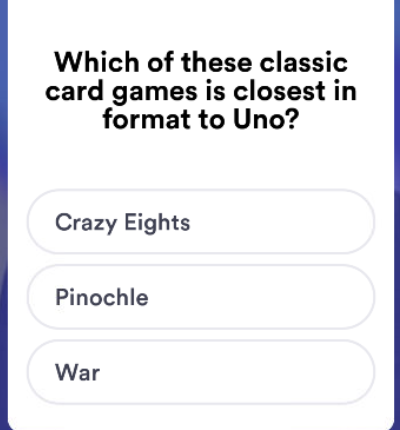 Which of these classic
card games is closest in
format to Uno?
Crazy Eights
Pinochle
War